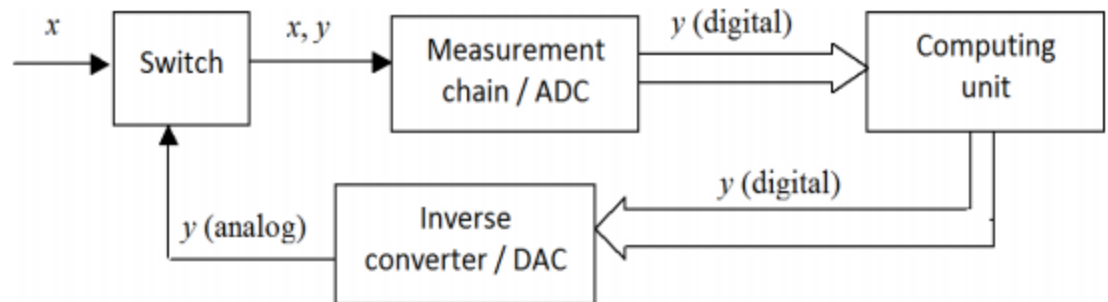 x
Switch
x, y
Measurement
chain / ADC
y (digital)
Computing
unit
y (digital)
Inverse
converter / DAC
y (analog)